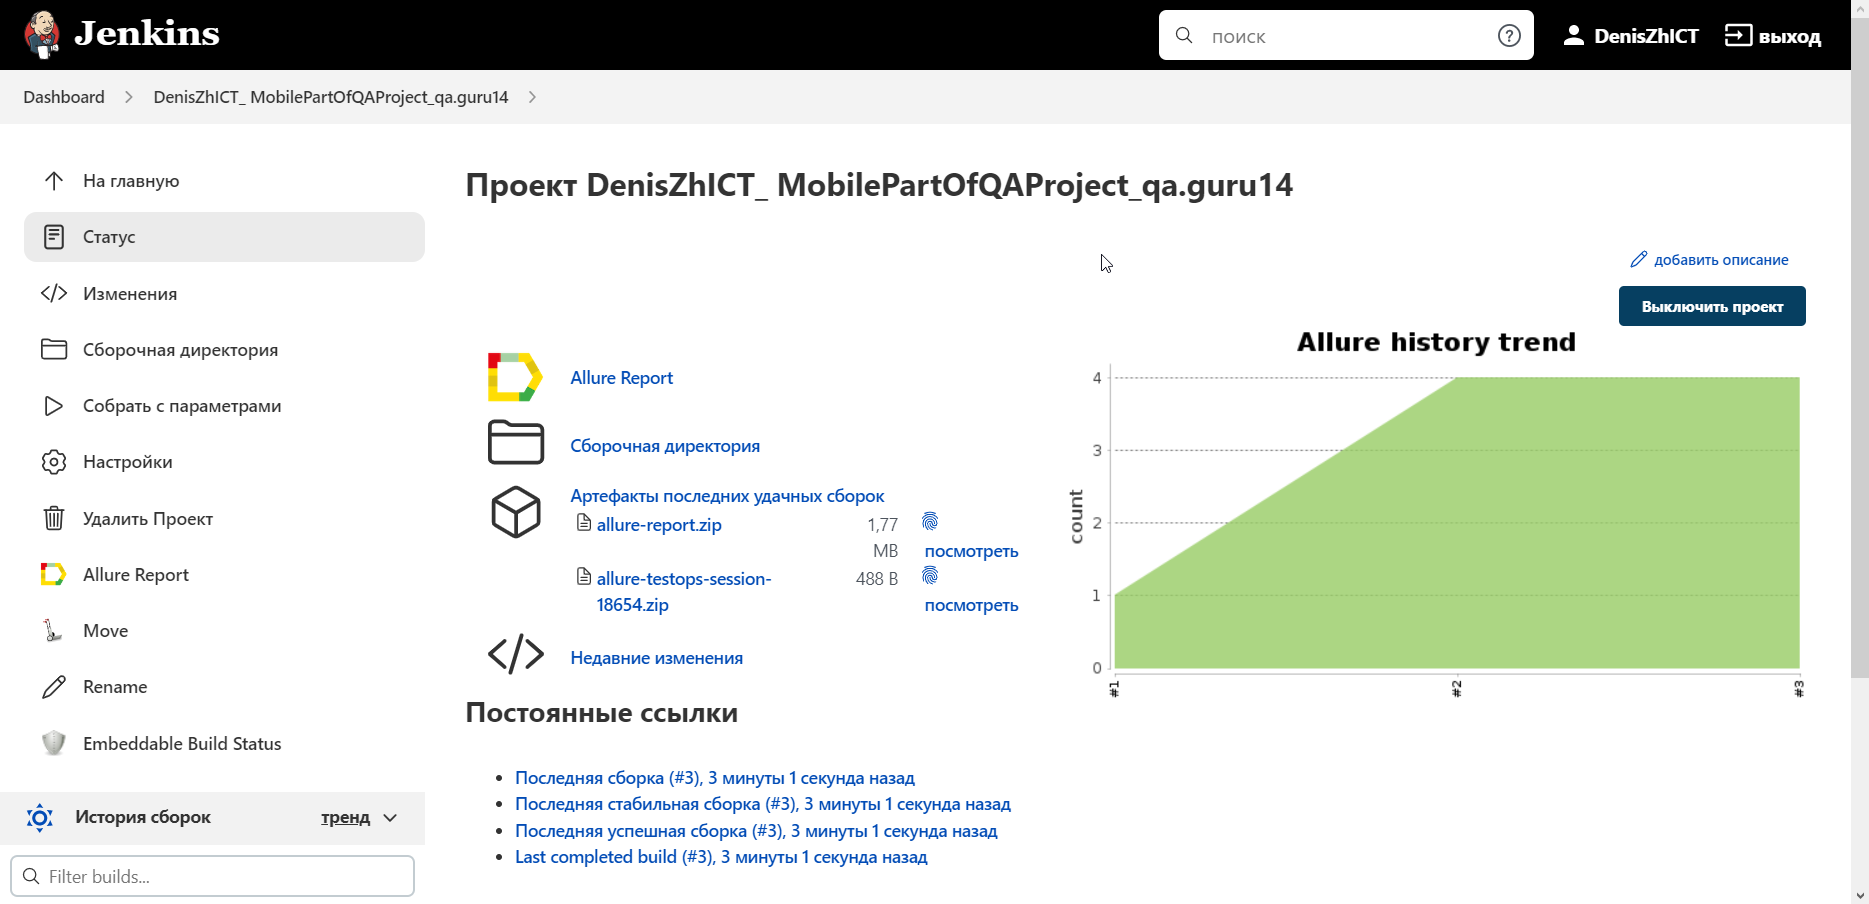 Jenkins
поиск
DenisZhICT
выход
Dashboard
DenisZhICT_ MobilePartOfQAProject_qa.guru14
На главную
Статус
Изменения
Сборочная директория
Собрать с параметрами
Настройки
Удалить Проект
Allure Report
Move
Rename
Embeddable Build Status
История сборок
тренд
Filter builds...
Проект DenisZhICT_ MobilePartOfQAProject_qa.guru14
добавить описание
Выключить проект
Allure Report
Сборочная директория
Артефакты последних удачных сборок
allure-report.zip
1,77
MB
посмотреть
allure-testops-session-
18654.zip
488 B
посмотреть
Недавние изменения
Allure history trend
count
4
3
2
1
0
#1
#2
#3
Постоянные ссылки
Последняя сборка (#3), 3 минуты 1 секунда назад
Последняя стабильная сборка (#3), 3 минуты 1 секунда назад
Последняя успешная сборка (#3), 3 минуты 1 секунда назад
Last completed build (#3), 3 минуты 1 секунда назад